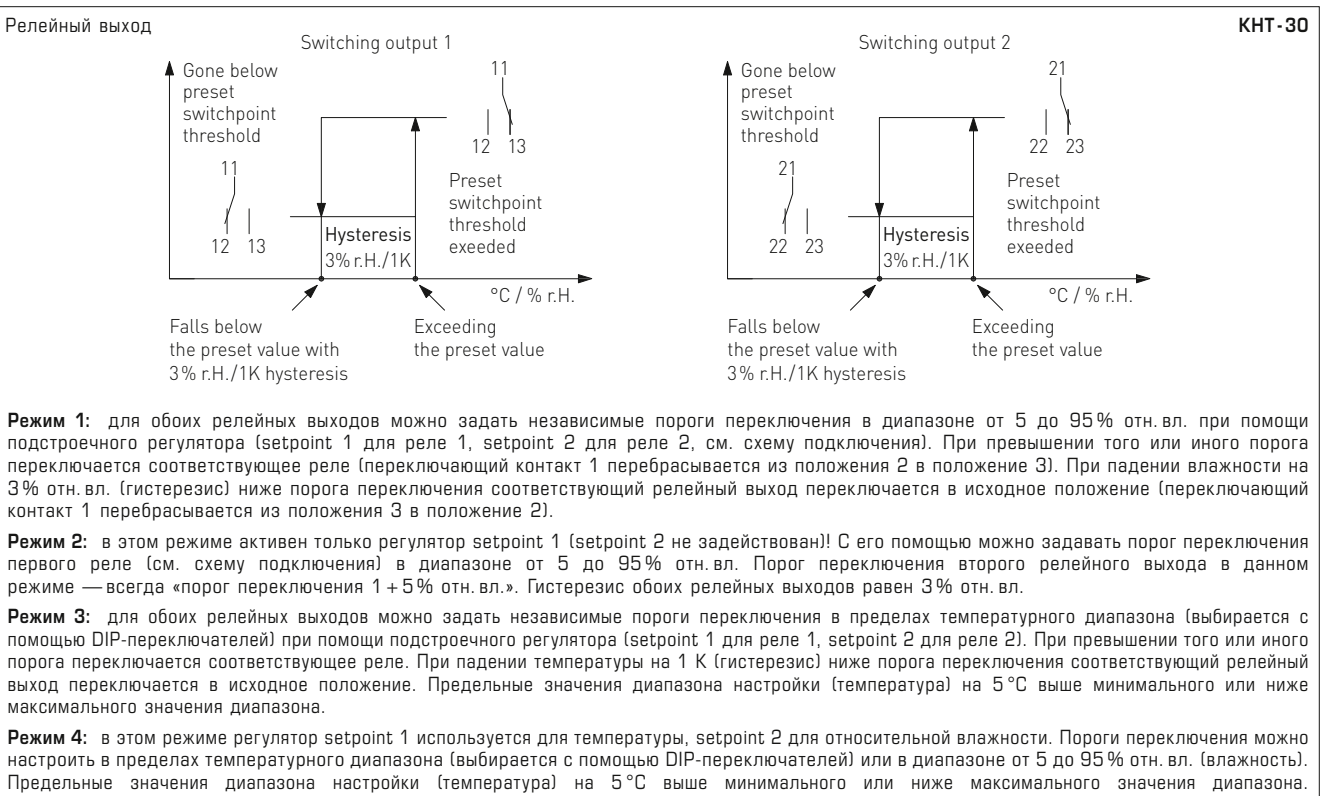 Релейный выход
KHT-30
Switching output 1
Gone below
preset
switchpoint
threshold
11
12 13
11
12 13
Preset
switchpoint
threshold
exeeded
Hysteresis
3% r.H./1K
°C / % r.H.
Falls below
the preset value with
3% r.H./1K hysteresis
Exceeding
the preset value
Switching output 2
Gone below
preset
switchpoint
threshold
21
22 23
21
22 23
Preset
switchpoint
threshold
exeeded
Hysteresis
3% r.H./1K
°C / % r.H.
Falls below
the preset value with
3% r.H./1K hysteresis
Exceeding
the preset value
Режим 1: для обоих релейных выходов можно задать независимые пороги переключения в диапазоне от 5 до 95% отн. вл. при помощи
подстроечного регулятора (setpoint 1 для реле 1, setpoint 2 для реле 2, см. схему подключения). При превышении того или иного порога
переключается соответствующее реле (переключающий контакт 1 перебрасывается из положения 2 в положение 3). При падении влажности на
3% отн. вл. (гистерезис) ниже порога переключения соответствующий релейный выход переключается в исходное положение (переключающий
контакт 1 перебрасывается из положения 3 в положение 2).
Режим 2: в этом режиме активен только регулятор setpoint 1 (setpoint 2 не задействован)! С его помощью можно задавать порог переключения
первого реле (см. схему подключения) в диапазоне от 5 до 95% отн. вл. Порог переключения второго релейного выхода в данном
режиме — всегда «порог переключения 1 + 5% отн. вл.». Гистерезис обоих релейных выходов равен 3% отн. вл.
Режим 3: для обоих релейных выходов можно задать независимые пороги переключения в пределах температурного диапазона (выбирается с
помощью DIP-переключателей) при помощи подстроечного регулятора (setpoint 1 для реле 1, setpoint 2 для реле 2). При превышении того или иного
порога переключается соответствующее реле. При падении температуры на 1 К (гистерезис) ниже порога переключения соответствующий релейный
выход переключается в исходное положение. Предельные значения диапазона настройки (температура) на 5 °C выше минимального или ниже
максимального значения диапазона.
Режим 4: в этом режиме регулятор setpoint 1 используется для температуры, setpoint 2 для относительной влажности. Пороги переключения можно
настроить в пределах температурного диапазона (выбирается с помощью DIP-переключателей) или в диапазоне от 5 до 95% отн. вл. (влажность).
Предельные значения диапазона настройки (температура) на 5 °C выше минимального или ниже максимального значения диапазона.